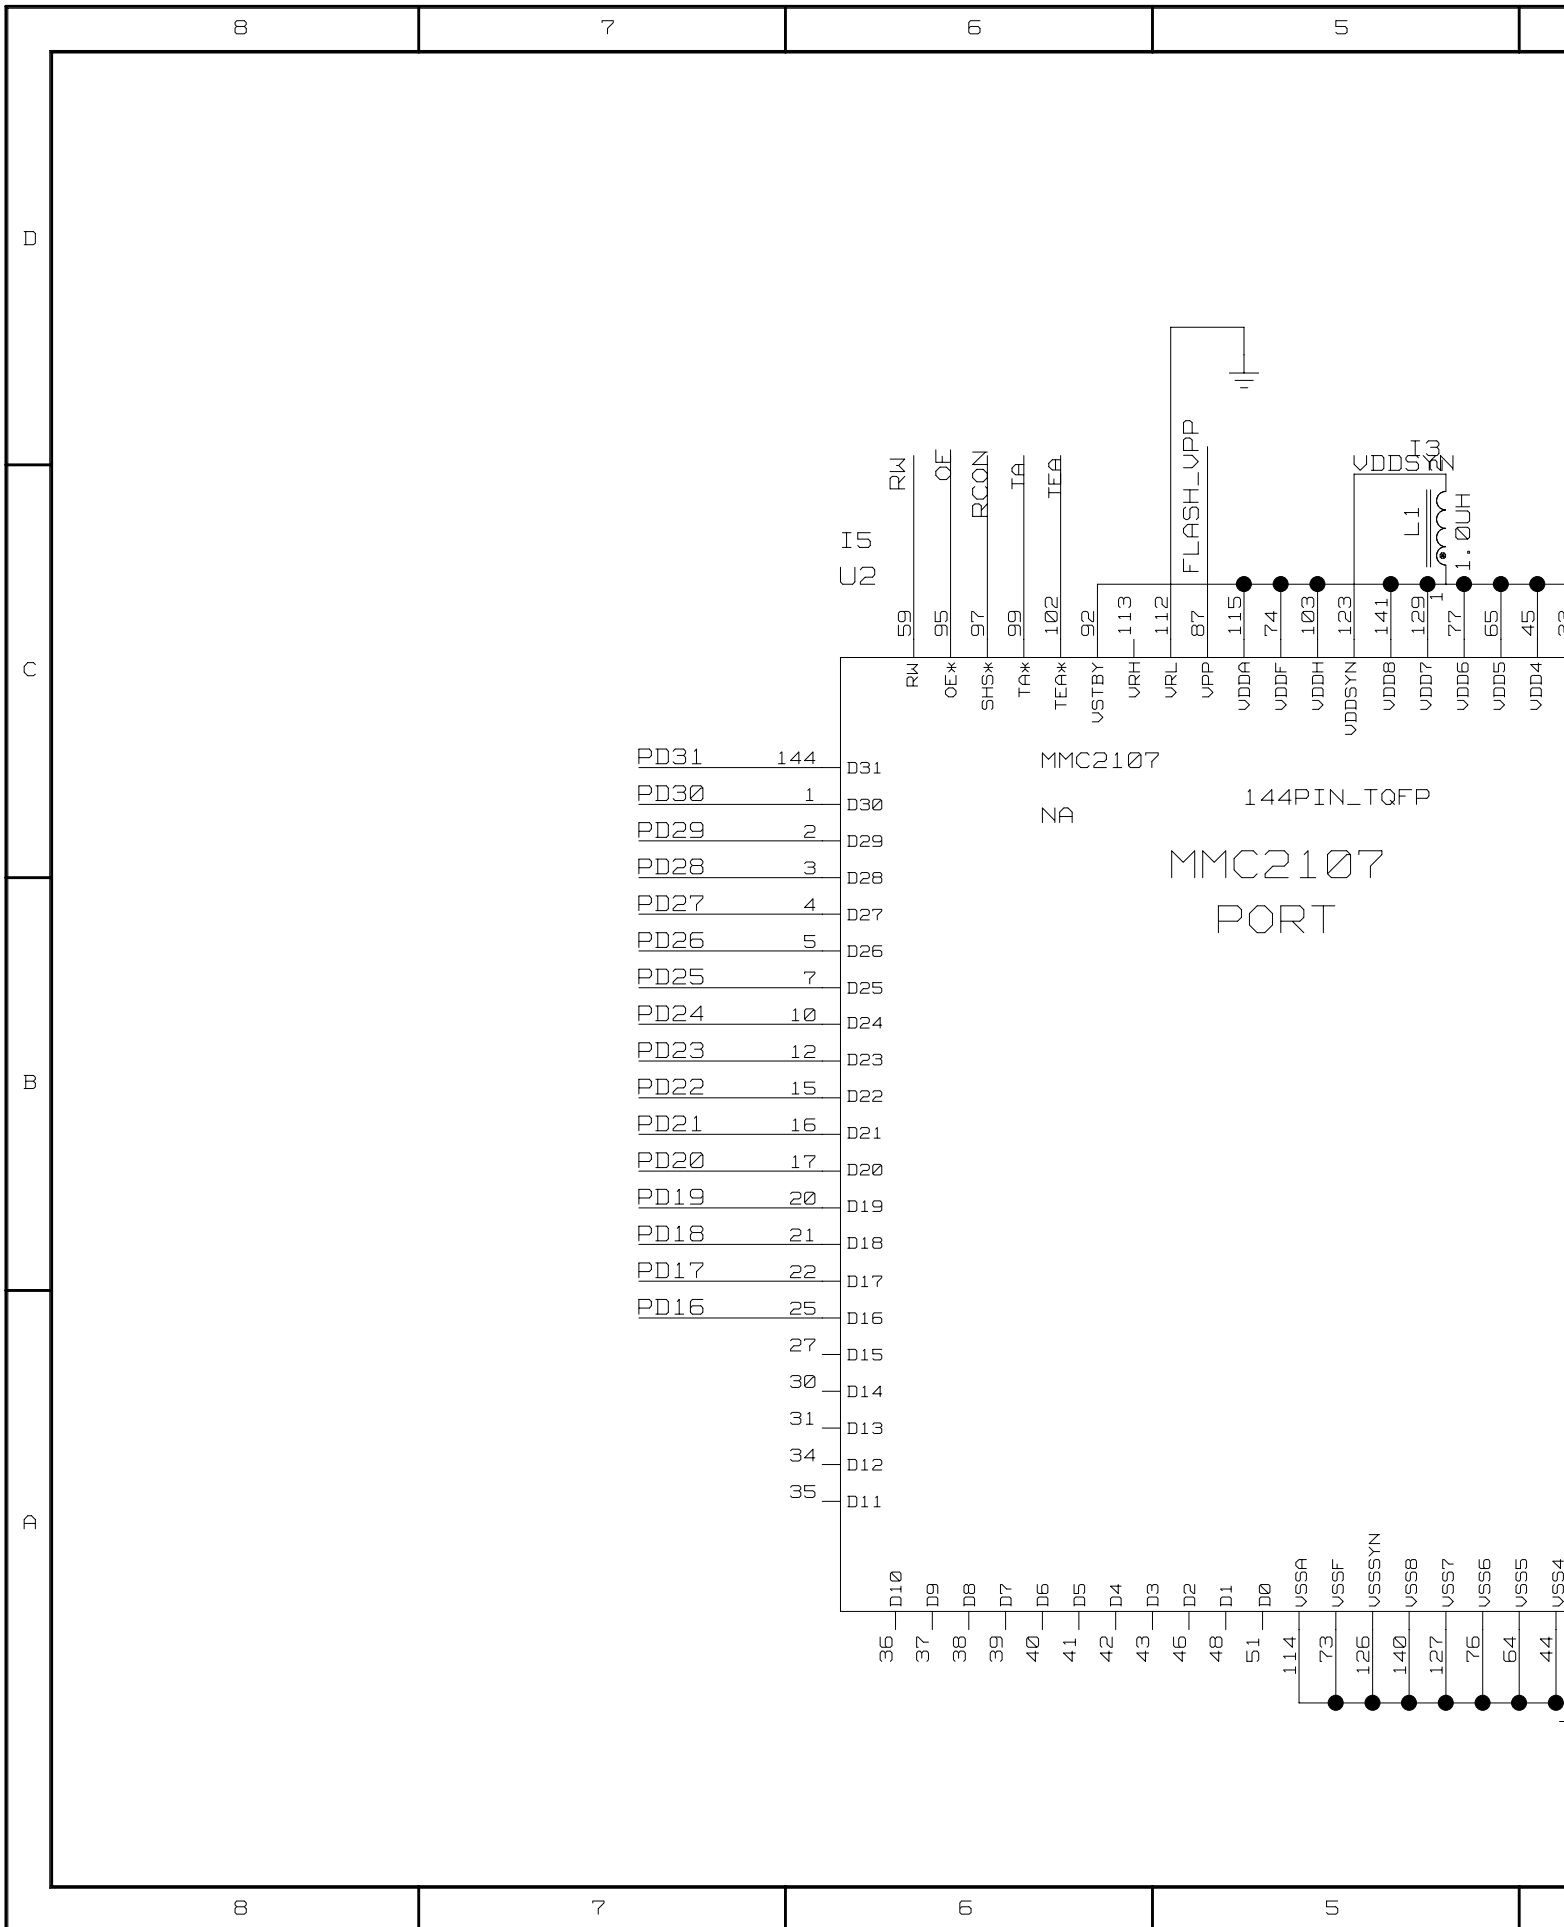 8 7 6 5
D
I3
VDDSYN
2
RW OE RCON TA TEA FLASH_VPP
L1 1.0UH
I5
U2
1
59 95 97 99 102 92 113 112 87 115 74 103 123 141 129 77 65 45
C
RW OE* SHS* TA* TEA* VSTBY VRH VRL VPP VDDA VDDF VDDH VDDSYN VDD8 VDD7 VDD6 VDD5 VDD4
PD31 144 D31
MMC2107
PD30 1 D30
144PIN_TQFP
NA
PD29 2 D29
MMC2107
PD28 3 D28
PD27 4 D27
PORT
PD26 5 D26
PD25 7 D25
PD24 10 D24
PD23 12 D23
B
PD22 15 D22
PD21 16 D21
PD20 17 D20
PD19 20 D19
PD18 21 D18
PD17 22 D17
PD16 25 D16
27 D15
30 D14
31 D13
34 D12
35 D11
A
D10 D9 D8 D7 D6 D5 D4 D3 D2 D1 D0 VSSA VSSF VSSSYN VSS8 VSS7 VSS6 VSS5 VSS4
36 37 38 39 40 41 42 43 46 48 51 114 73 126 140 127 76 64 44
8 7 6 5